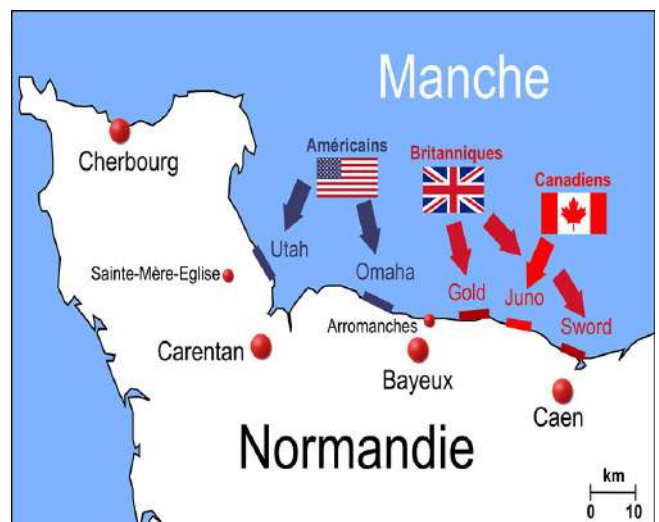 Manche
Américains
Britanniques
Canadiens
Cherbourg
Utah
Sainte-Mère-Eglise
Omaha
Gold
Juno
Sword
Arromanches
Carentan
Bayeux
Caen
Normandie
km
0 10